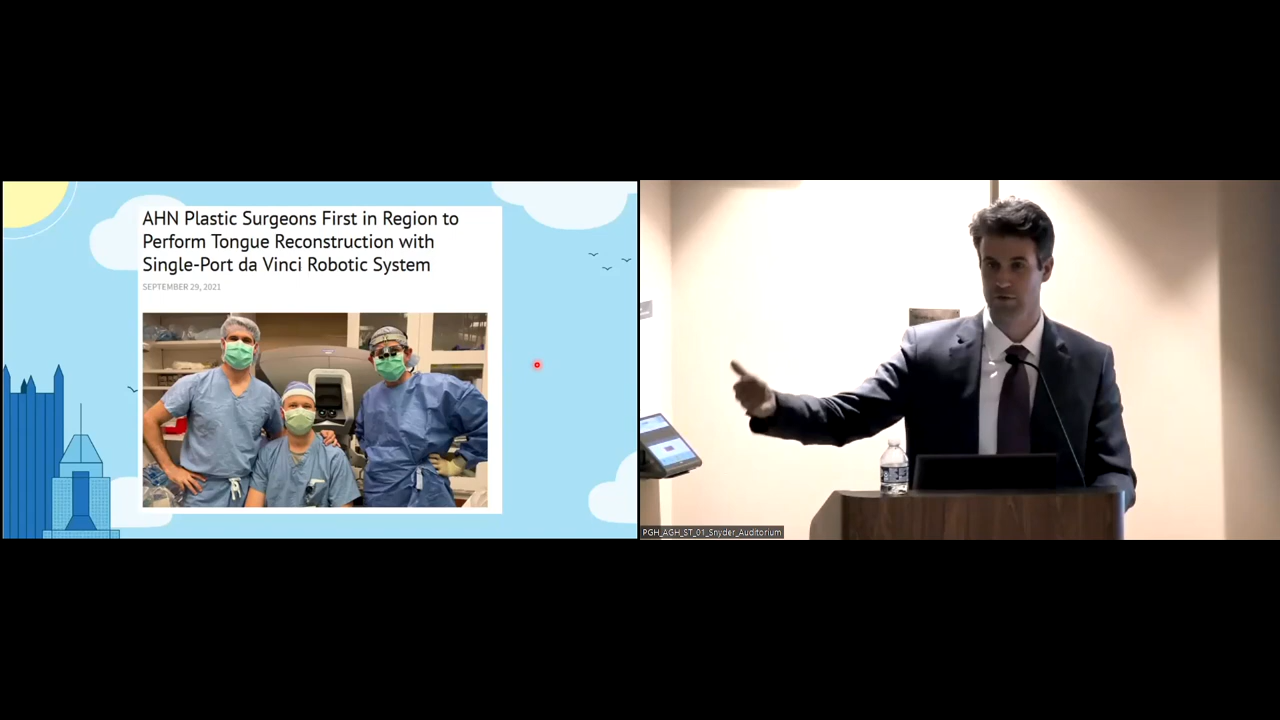 AHN Plastic Surgeons First in Region to
Perform Tongue Reconstruction with
Single-Port da Vinci Robotic System
SEPTEMBER 29, 2021
PGH_AGH_ST_01_Snyder_Auditorium